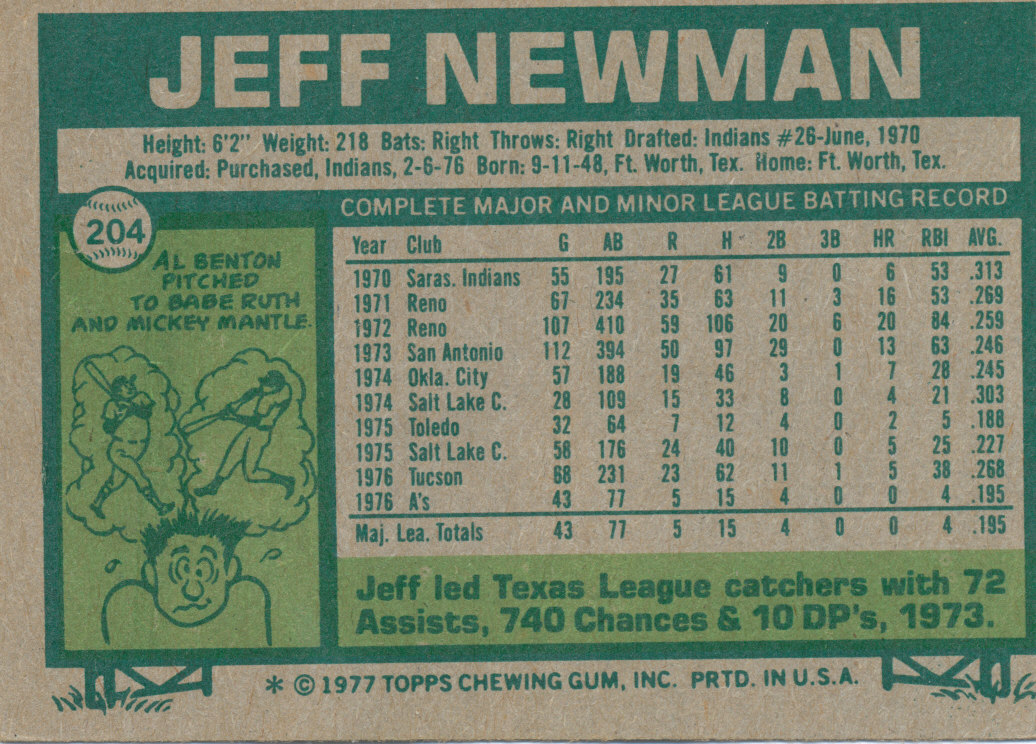 JEFF NEWMAN
Height: 6'2" Weight: 218 Bats: Right Throws: Right Drafted: Indians #26-June, 1970
Acquired: Purchased, Indians, 2-6-76 Born: 9-11-48, Ft. Worth, Tex. Home: Ft. Worth, Tex.
204
AL BENTON
PITCHED
TO BABE RUTH
AND MICKEY MANTLE.
COMPLETE MAJOR AND MINOR LEAGUE BATTING RECORD
Year Club G AB R H 2B 3B HR RBI AVG.
1970 Saras. Indians 55 195 27 61 9 0 6 53 .313
1971 Reno 67 234 35 63 11 3 16 53 .269
1972 Reno 107 410 59 106 20 6 20 84 .259
1973 San Antonio 112 394 50 97 29 0 13 63 .246
1974 Okla. City 57 188 19 46 3 1 7 28 .245
1974 Salt Lake C. 28 109 15 33 8 0 4 21 .303
1975 Toledo 32 64 7 12 4 0 2 5 .188
1975 Salt Lake C. 58 176 24 40 10 0 5 25 .227
1976 Tucson 68 231 23 62 11 1 5 38 .268
1976 A's 43 77 5 15 4 0 0 4 .195
Maj. Lea. Totals 43 77 5 15 4 0 0 4 .195
Jeff led Texas League catchers with 72
Assists, 740 Chances & 10 DP's, 1973.
* © 1977 TOPPS CHEWING GUM, INC. PRTD. IN U.S.A.